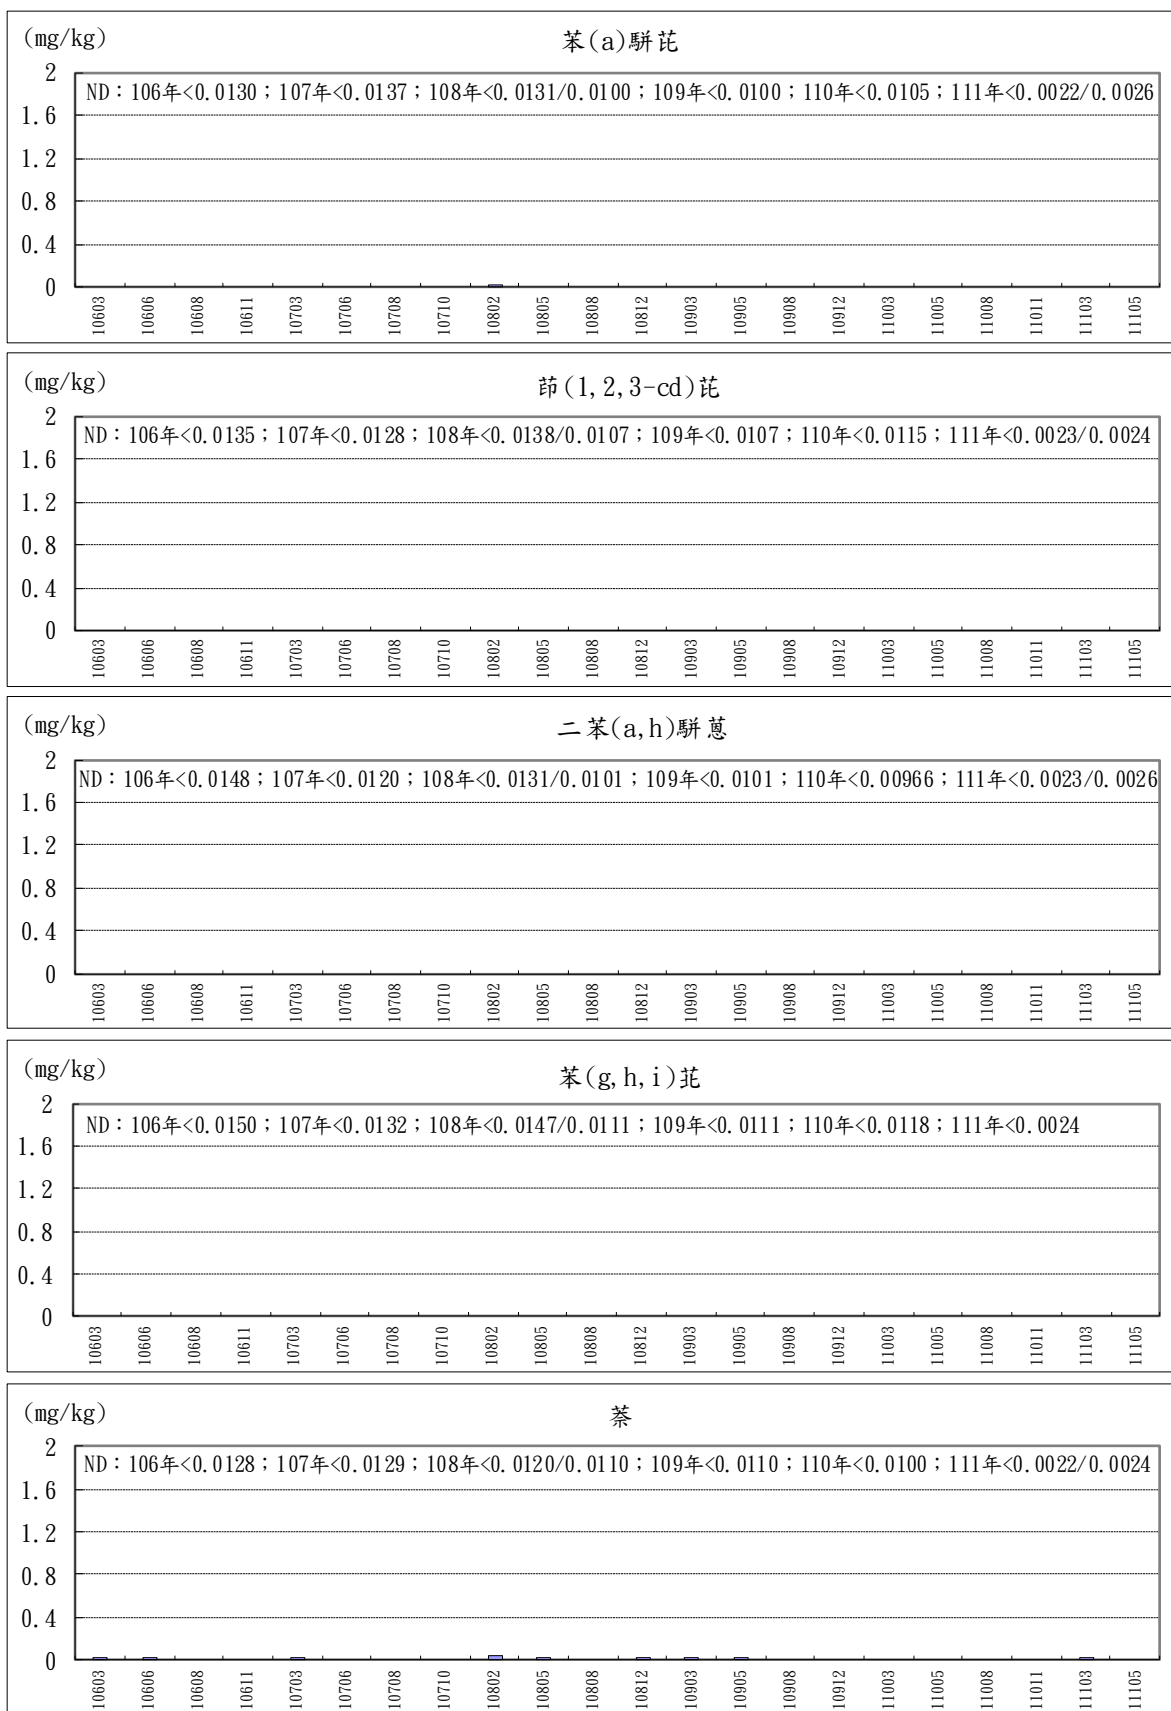 (mg/kg)
苯(a)駢芘
2
ND：106年<0.0130；107年<0.0137；108年<0.0131/0.0100；109年<0.0100；110年<0.0105；111年<0.0022/0.0026
1.6
1.2
0.8
0.4
0
10603 10606 10608 10611 10703 10706 10708 10710 10802 10805 10808 10812 10903 10905 10908 10912 11003 11005 11008 11011 11103 11105
(mg/kg)
茚(1,2,3-cd)芘
2
ND：106年<0.0135；107年<0.0128；108年<0.0138/0.0107；109年<0.0107；110年<0.0115；111年<0.0023/0.0024
1.6
1.2
0.8
0.4
0
10603 10606 10608 10611 10703 10706 10708 10710 10802 10805 10808 10812 10903 10905 10908 10912 11003 11005 11008 11011 11103 11105
(mg/kg)
二苯(a,h)駢蒽
2
ND：106年<0.0148；107年<0.0120；108年<0.0131/0.0101；109年<0.0101；110年<0.00966；111年<0.0023/0.0026
1.6
1.2
0.8
0.4
0
10603 10606 10608 10611 10703 10706 10708 10710 10802 10805 10808 10812 10903 10905 10908 10912 11003 11005 11008 11011 11103 11105
(mg/kg)
苯(g,h,i)苝
2
ND：106年<0.0150；107年<0.0132；108年<0.0147/0.0111；109年<0.0111；110年<0.0118；111年<0.0024
1.6
1.2
0.8
0.4
0
10603 10606 10608 10611 10703 10706 10708 10710 10802 10805 10808 10812 10903 10905 10908 10912 11003 11005 11008 11011 11103 11105
(mg/kg)
萘
2
ND：106年<0.0128；107年<0.0129；108年<0.0120/0.0110；109年<0.0110；110年<0.0100；111年<0.0022/0.0024
1.6
1.2
0.8
0.4
0
10603 10606 10608 10611 10703 10706 10708 10710 10802 10805 10808 10812 10903 10905 10908 10912 11003 11005 11008 11011 11103 11105